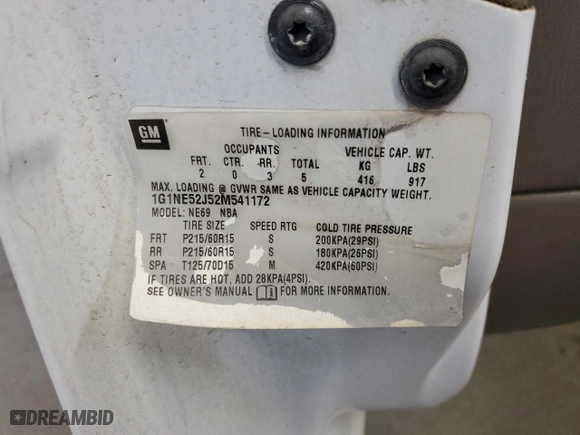 GM
TIRE-LOADING INFORMATION
OCCUPANTS VEHICLE CAP. WT.
FRT. CTR. RR. TOTAL KG LBS
2 0 3 5 416 917
MAX. LOADING @ GVWR SAME AS VEHICLE CAPACITY WEIGHT.
1G1NE52J52M541172
MODEL: NE69 NBA
TIRE SIZE SPEED RTG COLD TIRE PRESSURE
FRT P215/60R15 S 200KPA(29PSI)
RR P215/60R15 S 180KPA(26PSI)
SPA T125/70D15 M 420KPA(60PSI)
IF TIRES ARE HOT, ADD 28KPA(4PSI).
SEE OWNER'S MANUAL FOR MORE INFORMATION.
DREAMBID